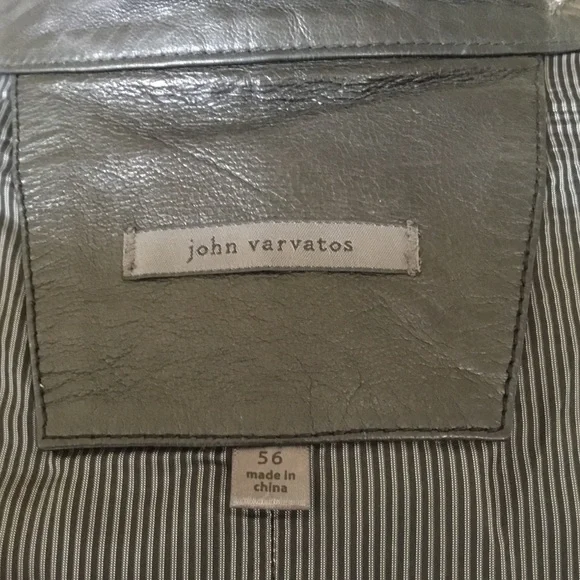 john varvatos
56
made in
china